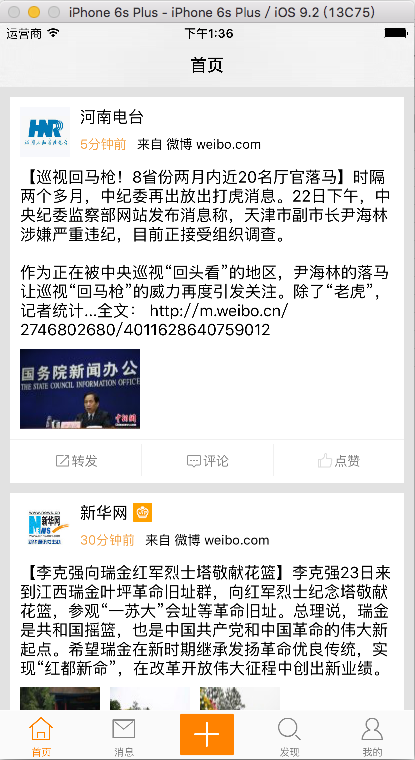 iPhone 6s Plus - iPhone 6s Plus / iOS 9.2 (13C75)
运营商 下午1:36
首页
HNR
河南电台
5分钟前 来自 微博 weibo.com
【巡视回马枪！8省份两月内近20名厅官落马】时隔
两个多月，中纪委再出放出打虎消息。22日下午，中
央纪委监察部网站发布消息称，天津市副市长尹海林
涉嫌严重违纪，目前正接受组织调查。
作为正在被中央巡视“回头看”的地区，尹海林的落马
让巡视“回马枪”的威力再度引发关注。除了“老虎”，
记者统计...全文： http://m.weibo.cn/
2746802680/4011628640759012
国务院新闻办公
THE STATE COUNCIL INFORMATION OFFICE
中新网
转发 评论 点赞
新华网
NEWS
新华网
30分钟前 来自 微博 weibo.com
【李克强向瑞金红军烈士塔敬献花篮】李克强23日来
到江西瑞金叶坪革命旧址群，向红军烈士纪念塔敬献
花篮，参观“一苏大”会址等革命旧址。总理说，瑞金
是共和国摇篮，也是中国共产党和中国革命的伟大新
起点。希望瑞金在新时期继承发扬革命优良传统，实
现“红都新命”，在改革开放伟大征程中创出新业绩。
首页 消息 发现 我的